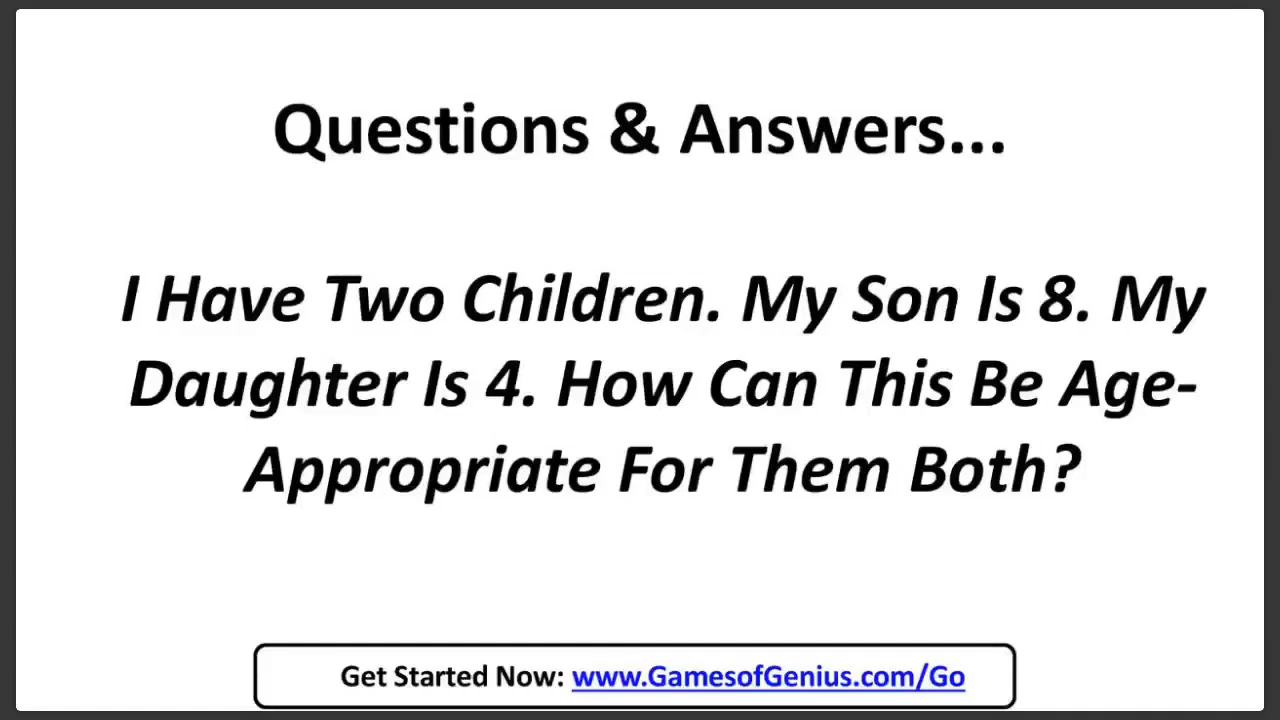 Questions & Answers...
I Have Two Children. My Son Is 8. My
Daughter Is 4. How Can This Be Age-
Appropriate For Them Both?
Get Started Now: www.GamesofGenius.com/Go